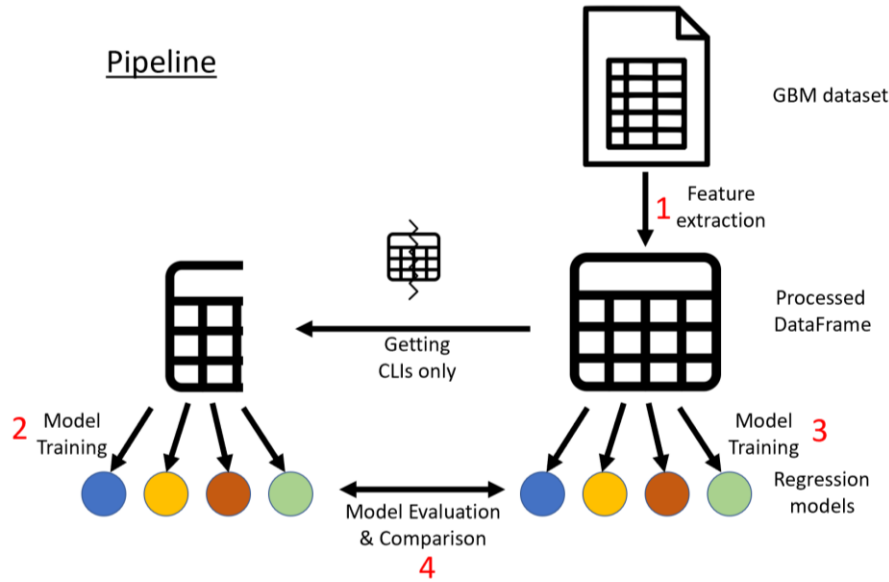 Pipeline
GBM dataset
1
Feature
extraction
Processed
DataFrame
Getting
CLIs only
2
Model
Training
Model
Training
3
Regression
models
Model Evaluation
& Comparison
4